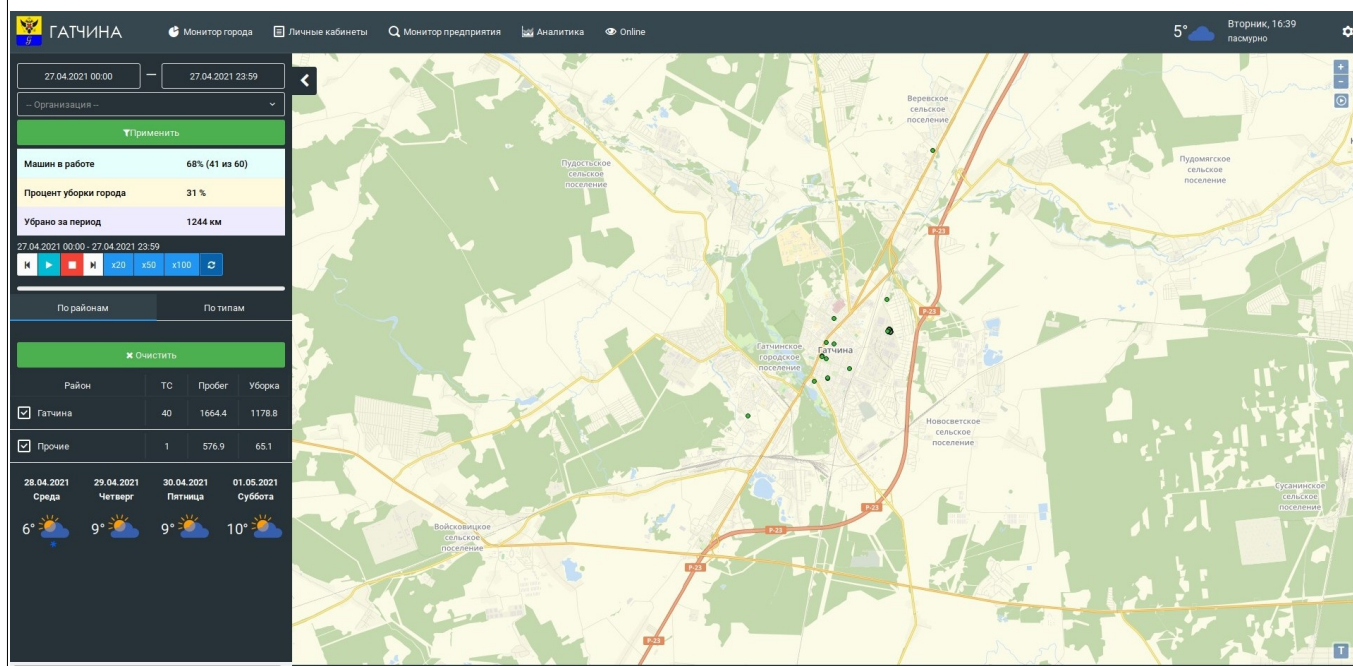 ГАТЧИНА
Монитор города
Личные кабинеты
Монитор предприятия
Аналитика
Online
5°
Вторник, 16:39
пасмурно
27.04.2021 00:00 — 27.04.2021 23:59
-- Организация --
Применить
Машин в работе 68% (41 из 60)
Процент уборки города 31 %
Убрано за период 1244 км
27.04.2021 00:00 - 27.04.2021 23:59
x20 x50 x100
По районам По типам
Очистить
Район ТС Пробег Уборка
Гатчина 40 1664.4 1178.8
Прочие 1 576.9 65.1
28.04.2021 29.04.2021 30.04.2021 01.05.2021
Среда Четверг Пятница Суббота
6° 9° 9° 10°
Веревское
сельское
поселение
Пудостьское
сельское
поселение
Пудомягское
сельское
поселение
Р-23
Р-23
Гатчинское
городское
поселение
Гатчина
Новосветское
сельское
поселение
Сусанинское
сельское
поселение
Войсковицкое
сельское
поселение
Р-23
Р-23
Р-23
Р-23
+
−
T